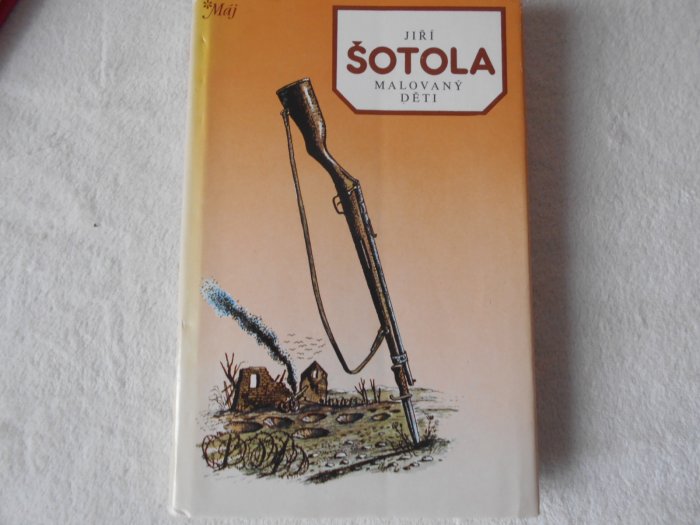 *Máj
JIŘÍ
ŠOTOLA
MALOVANÝ
DĚTI